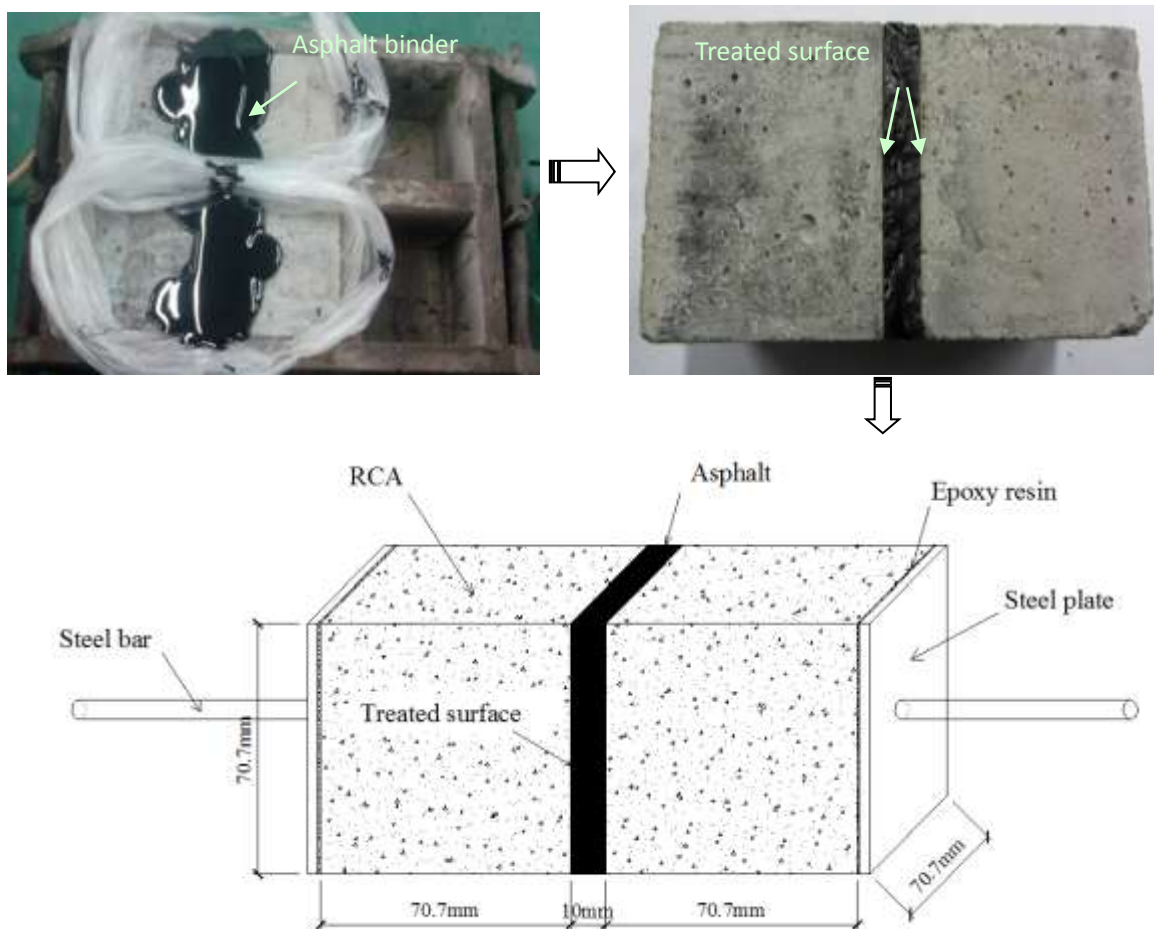 Asphalt binder
Treated surface
RCA
Asphalt
Epoxy resin
Steel plate
Steel bar
Treated surface
70.7mm
70.7mm
70.7mm
10mm
70.7mm